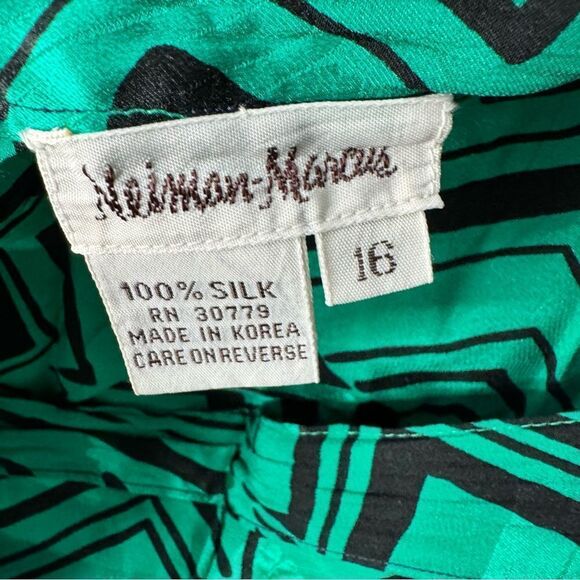 Neiman-Marcus
16
100% SILK
RN 30779
MADE IN KOREA
CARE ON REVERSE